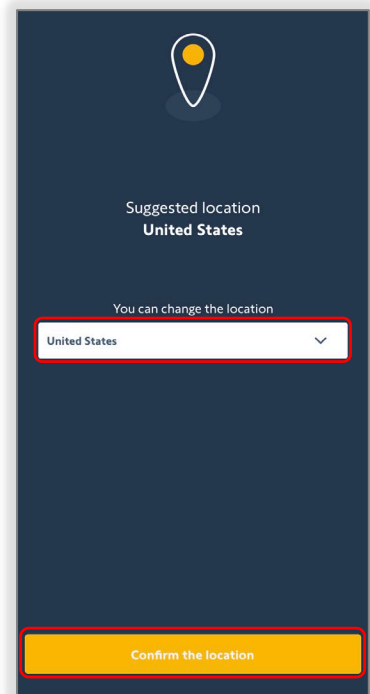 Suggested location
United States
You can change the location
United States
Confirm the location